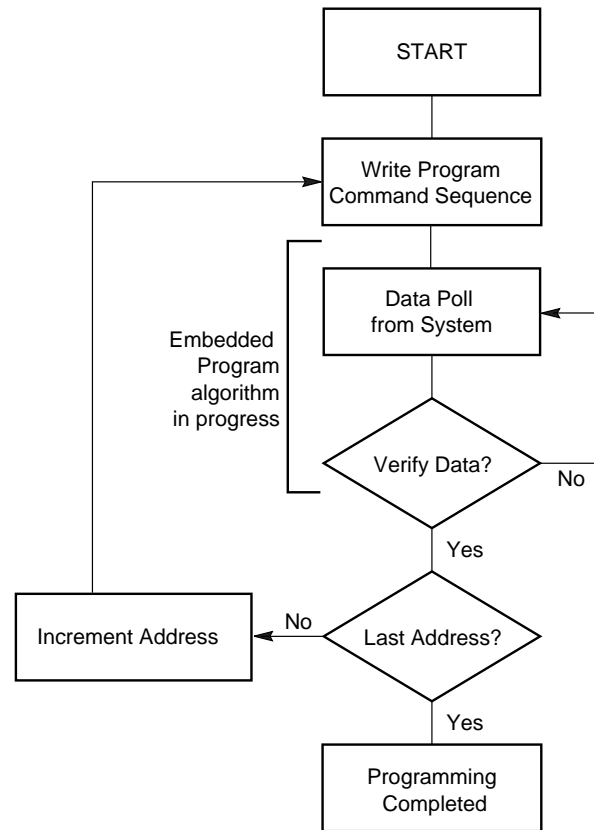 START
Write Program
Command Sequence
Data Poll
from System
Embedded
Program
algorithm
in progress
Verify Data?
No
Yes
Increment Address
No
Last Address?
Yes
Programming
Completed